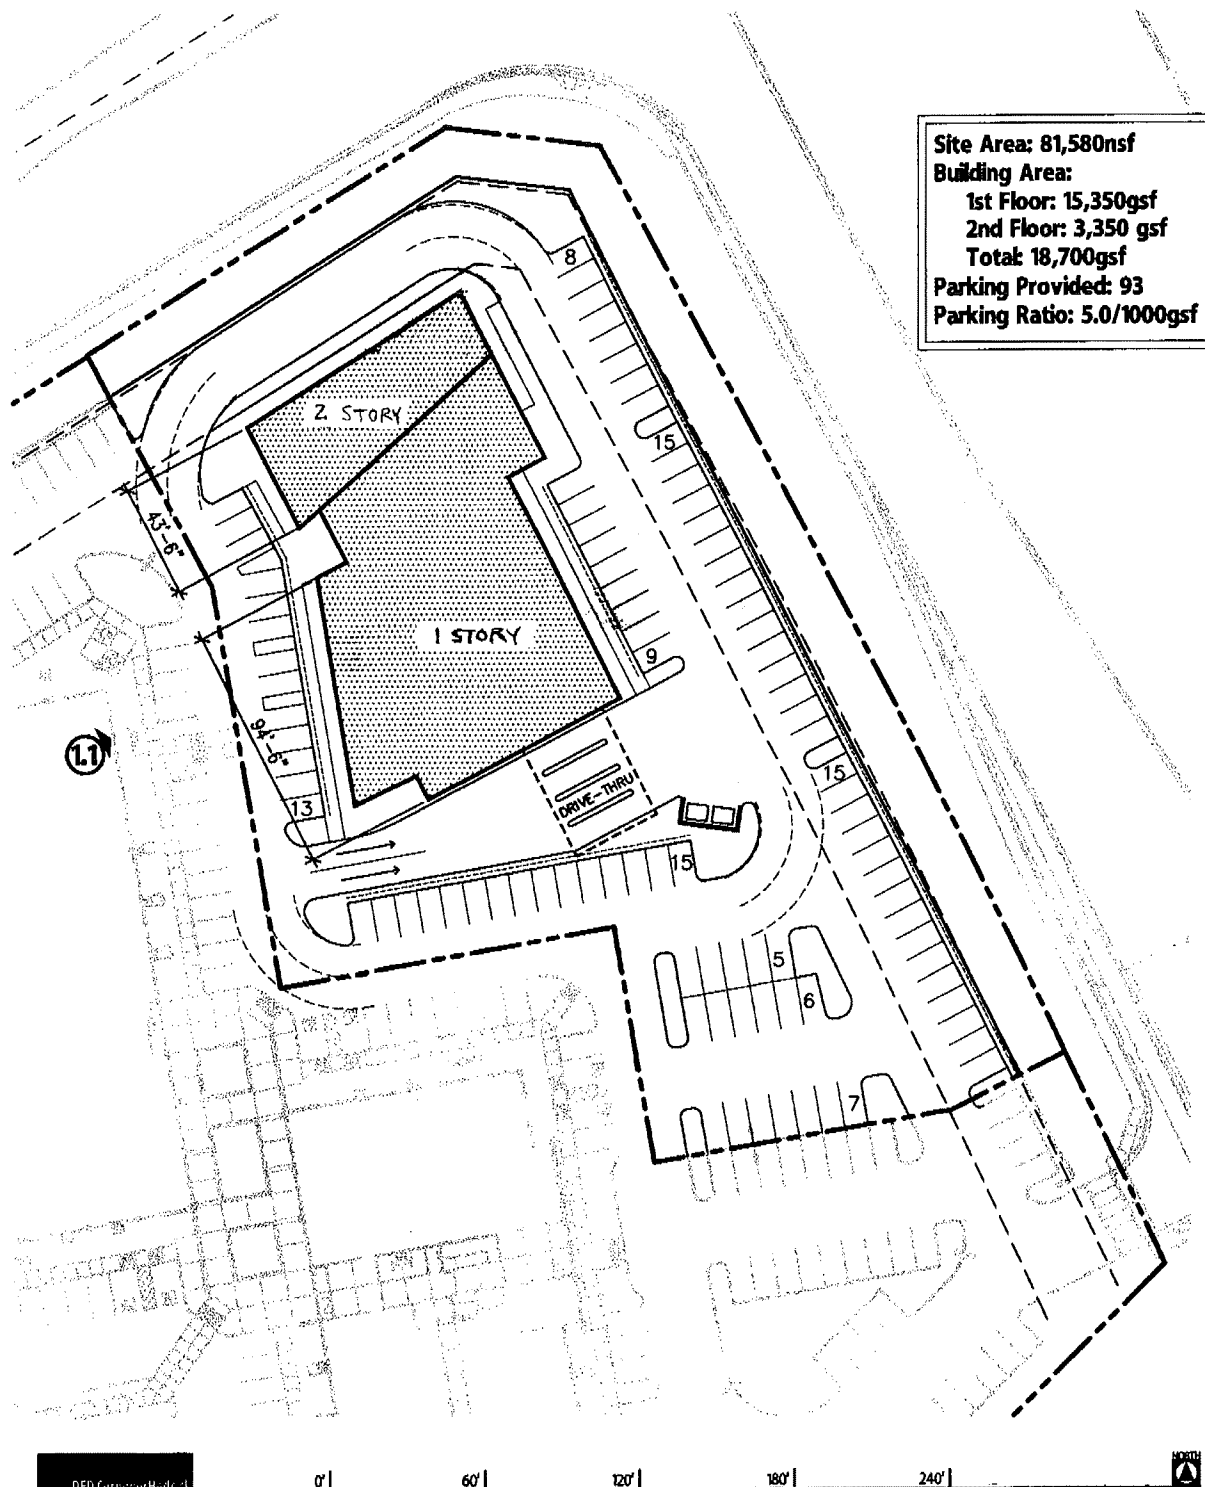 Site Area: 81,580nsf
Building Area:
1st Floor: 15,350gsf
2nd Floor: 3,350 gsf
Total: 18,700gsf
Parking Provided: 93
Parking Ratio: 5.0/1000gsf
8
2 STORY
15
43'-6"
1 STORY
9
1.1
94'-6"
15
DRIVE-THRU
13
15
5
6
7
NORTH
0'
60'
120'
180'
240'